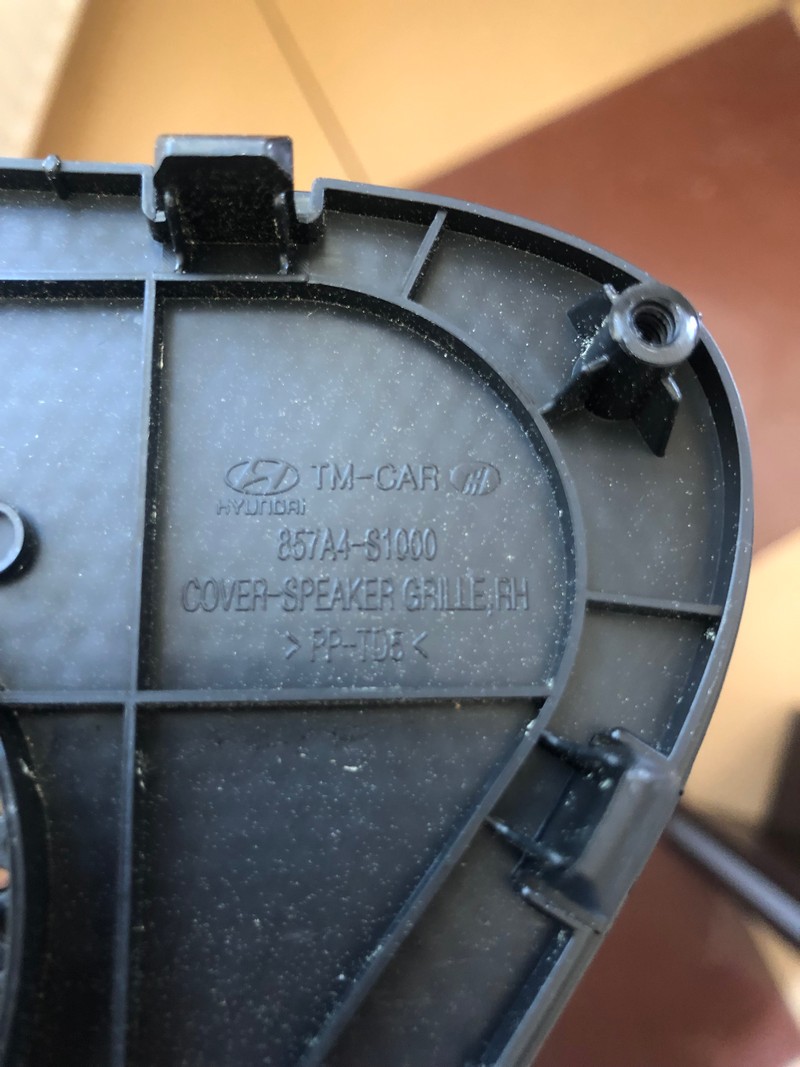 TM-CAR
HYUNDAI
857A4-S1000
COVER-SPEAKER GRILLE,RH
>PP-TD5<